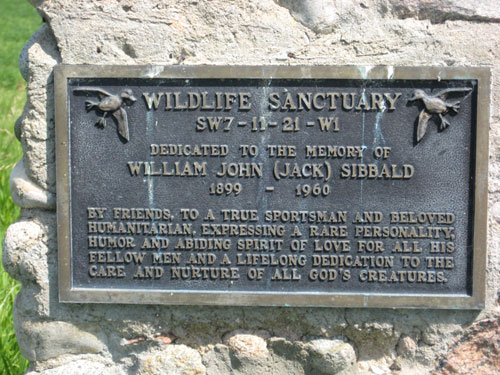 WILDLIFE SANCTUARY
SW7-11-21-W1
DEDICATED TO THE MEMORY OF
WILLIAM JOHN (JACK) SIBBALD
1899 - 1960
BY FRIENDS, TO A TRUE SPORTSMAN AND BELOVED
HUMANITARIAN, EXPRESSING A RARE PERSONALITY,
HUMOR AND ABIDING SPIRIT OF LOVE FOR ALL HIS
FELLOW MEN AND A LIFELONG DEDICATION TO THE
CARE AND NURTURE OF ALL GOD'S CREATURES.